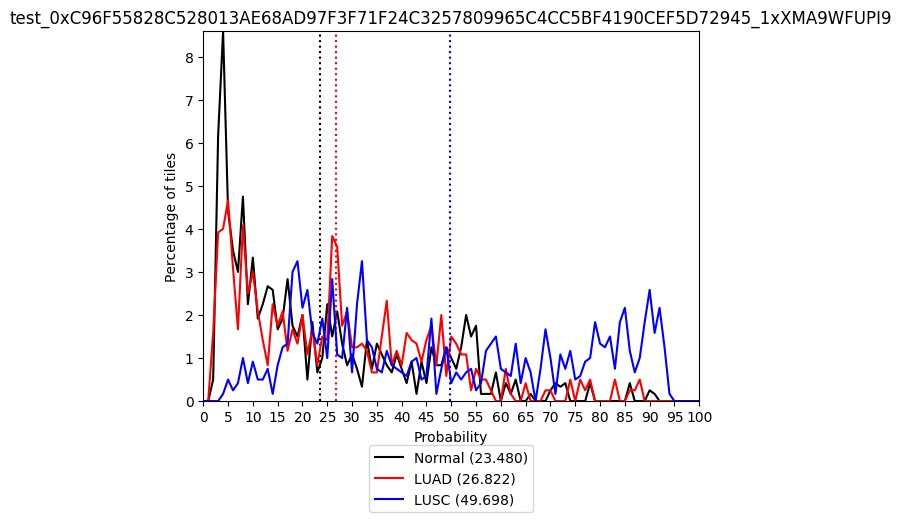 test_0xC96F55828C528013AE68AD97F3F71F24C3257809965C4CC5BF4190CEF5D72945_1xXMA9WFUPI9
Percentage of tiles
8
7
6
5
4
3
2
1
0
0 5 10 15 20 25 30 35 40 45 50 55 60 65 70 75 80 85 90 95 100
Probability
Normal (23.480)
LUAD (26.822)
LUSC (49.698)